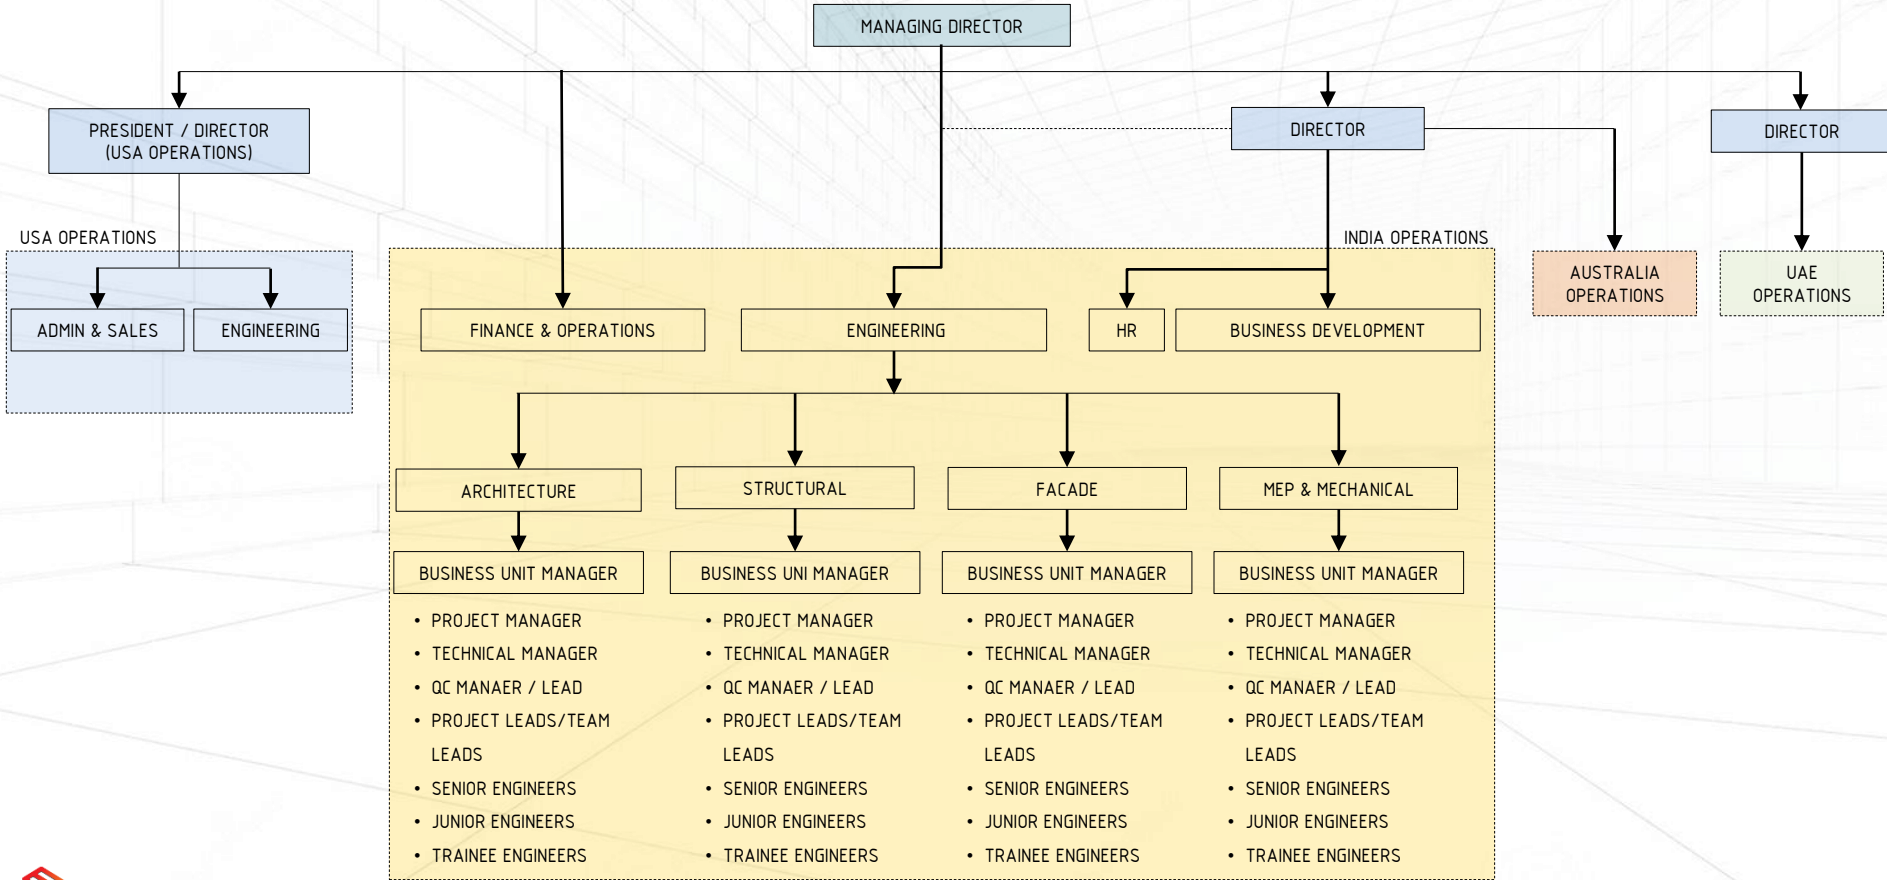 MANAGING DIRECTOR
PRESIDENT / DIRECTOR
(USA OPERATIONS)
DIRECTOR
DIRECTOR
USA OPERATIONS
INDIA OPERATIONS
AUSTRALIA
OPERATIONS
UAE
OPERATIONS
ADMIN & SALES
ENGINEERING
FINANCE & OPERATIONS
ENGINEERING
HR
BUSINESS DEVELOPMENT
ARCHITECTURE
STRUCTURAL
FACADE
MEP & MECHANICAL
BUSINESS UNIT MANAGER
BUSINESS UNI MANAGER
BUSINESS UNIT MANAGER
BUSINESS UNIT MANAGER
• PROJECT MANAGER
• TECHNICAL MANAGER
• QC MANAER / LEAD
• PROJECT LEADS/TEAM
LEADS
• SENIOR ENGINEERS
• JUNIOR ENGINEERS
• TRAINEE ENGINEERS
• PROJECT MANAGER
• TECHNICAL MANAGER
• QC MANAER / LEAD
• PROJECT LEADS/TEAM
LEADS
• SENIOR ENGINEERS
• JUNIOR ENGINEERS
• TRAINEE ENGINEERS
• PROJECT MANAGER
• TECHNICAL MANAGER
• QC MANAER / LEAD
• PROJECT LEADS/TEAM
LEADS
• SENIOR ENGINEERS
• JUNIOR ENGINEERS
• TRAINEE ENGINEERS
• PROJECT MANAGER
• TECHNICAL MANAGER
• QC MANAER / LEAD
• PROJECT LEADS/TEAM
LEADS
• SENIOR ENGINEERS
• JUNIOR ENGINEERS
• TRAINEE ENGINEERS